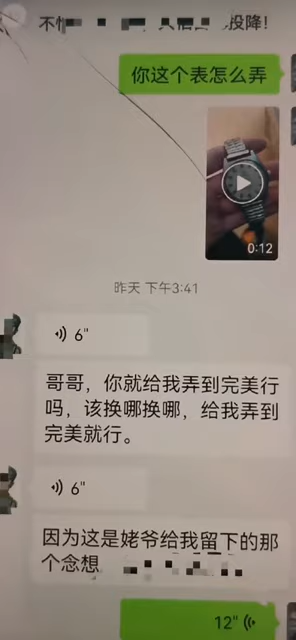 投降!
你这个表怎么弄
0:12
昨天 下午3:41
6"
哥哥，你就给我弄到完美行
吗，该换哪换哪，给我弄到
完美就行。
6"
因为这是姥爷给我留下的那
个念想
12"